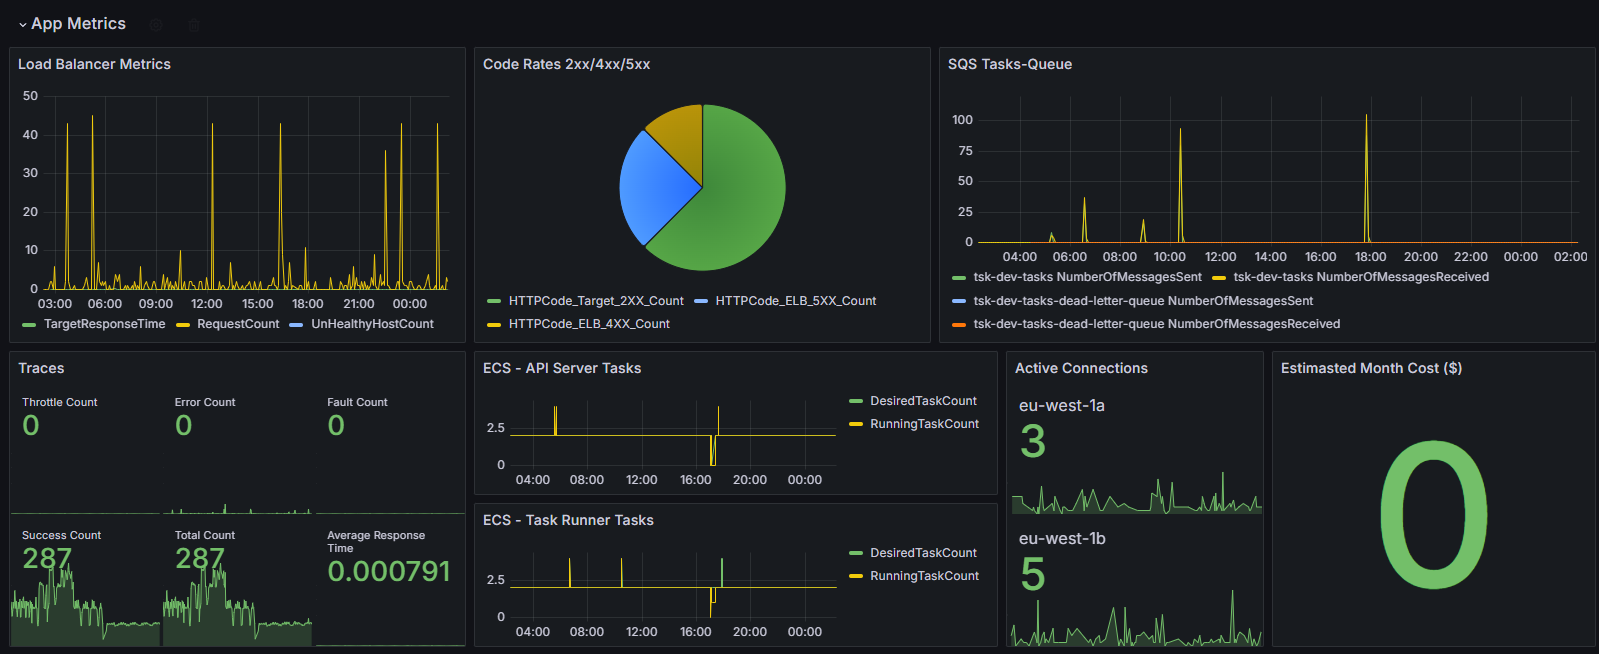 App Metrics
Load Balancer Metrics
50
40
30
20
10
0
03:00 06:00 09:00 12:00 15:00 18:00 21:00 00:00
TargetResponseTime RequestCount UnHealthyHostCount
Code Rates 2xx/4xx/5xx
HTTPCode_Target_2XX_Count HTTPCode_ELB_5XX_Count
HTTPCode_ELB_4XX_Count
SQS Tasks-Queue
100
75
50
25
0
04:00 06:00 08:00 10:00 12:00 14:00 16:00 18:00 20:00 22:00 00:00 02:00
tsk-dev-tasks NumberOfMessagesSent tsk-dev-tasks NumberOfMessagesReceived
tsk-dev-tasks-dead-letter-queue NumberOfMessagesSent
tsk-dev-tasks-dead-letter-queue NumberOfMessagesReceived
Traces
Throttle Count Error Count Fault Count
0 0 0
Success Count Total Count Average Response
Time
287 287 0.000791
ECS - API Server Tasks
2.5
0
04:00 08:00 12:00 16:00 20:00 00:00
DesiredTaskCount
RunningTaskCount
ECS - Task Runner Tasks
2.5
0
04:00 08:00 12:00 16:00 20:00 00:00
DesiredTaskCount
RunningTaskCount
Active Connections
eu-west-1a
3
eu-west-1b
5
Estimasted Month Cost ($)
0